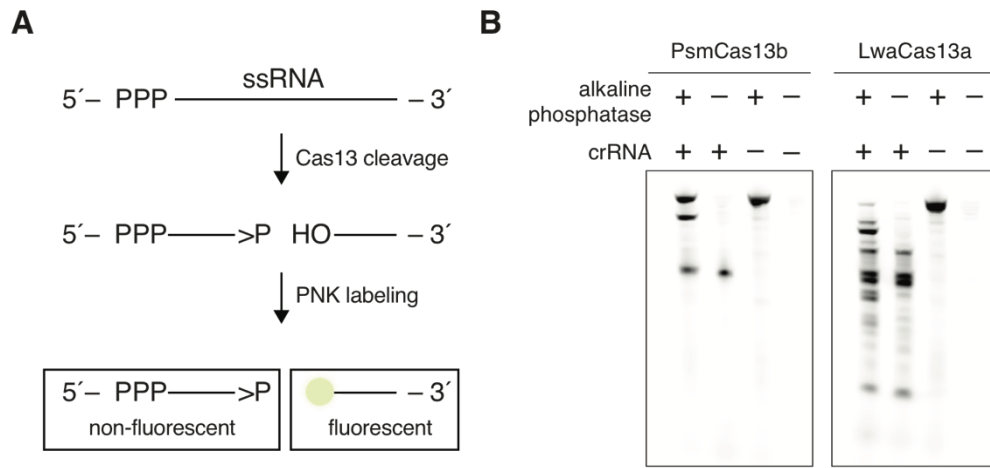 A
ssRNA
5´– PPP – 3´
Cas13 cleavage
5´– PPP >P HO – 3´
PNK labeling
5´– PPP >P – 3´
non-fluorescent fluorescent
B
PsmCas13b LwaCas13a
alkaline
phosphatase + – + – + – + –
crRNA + + – – + + – –